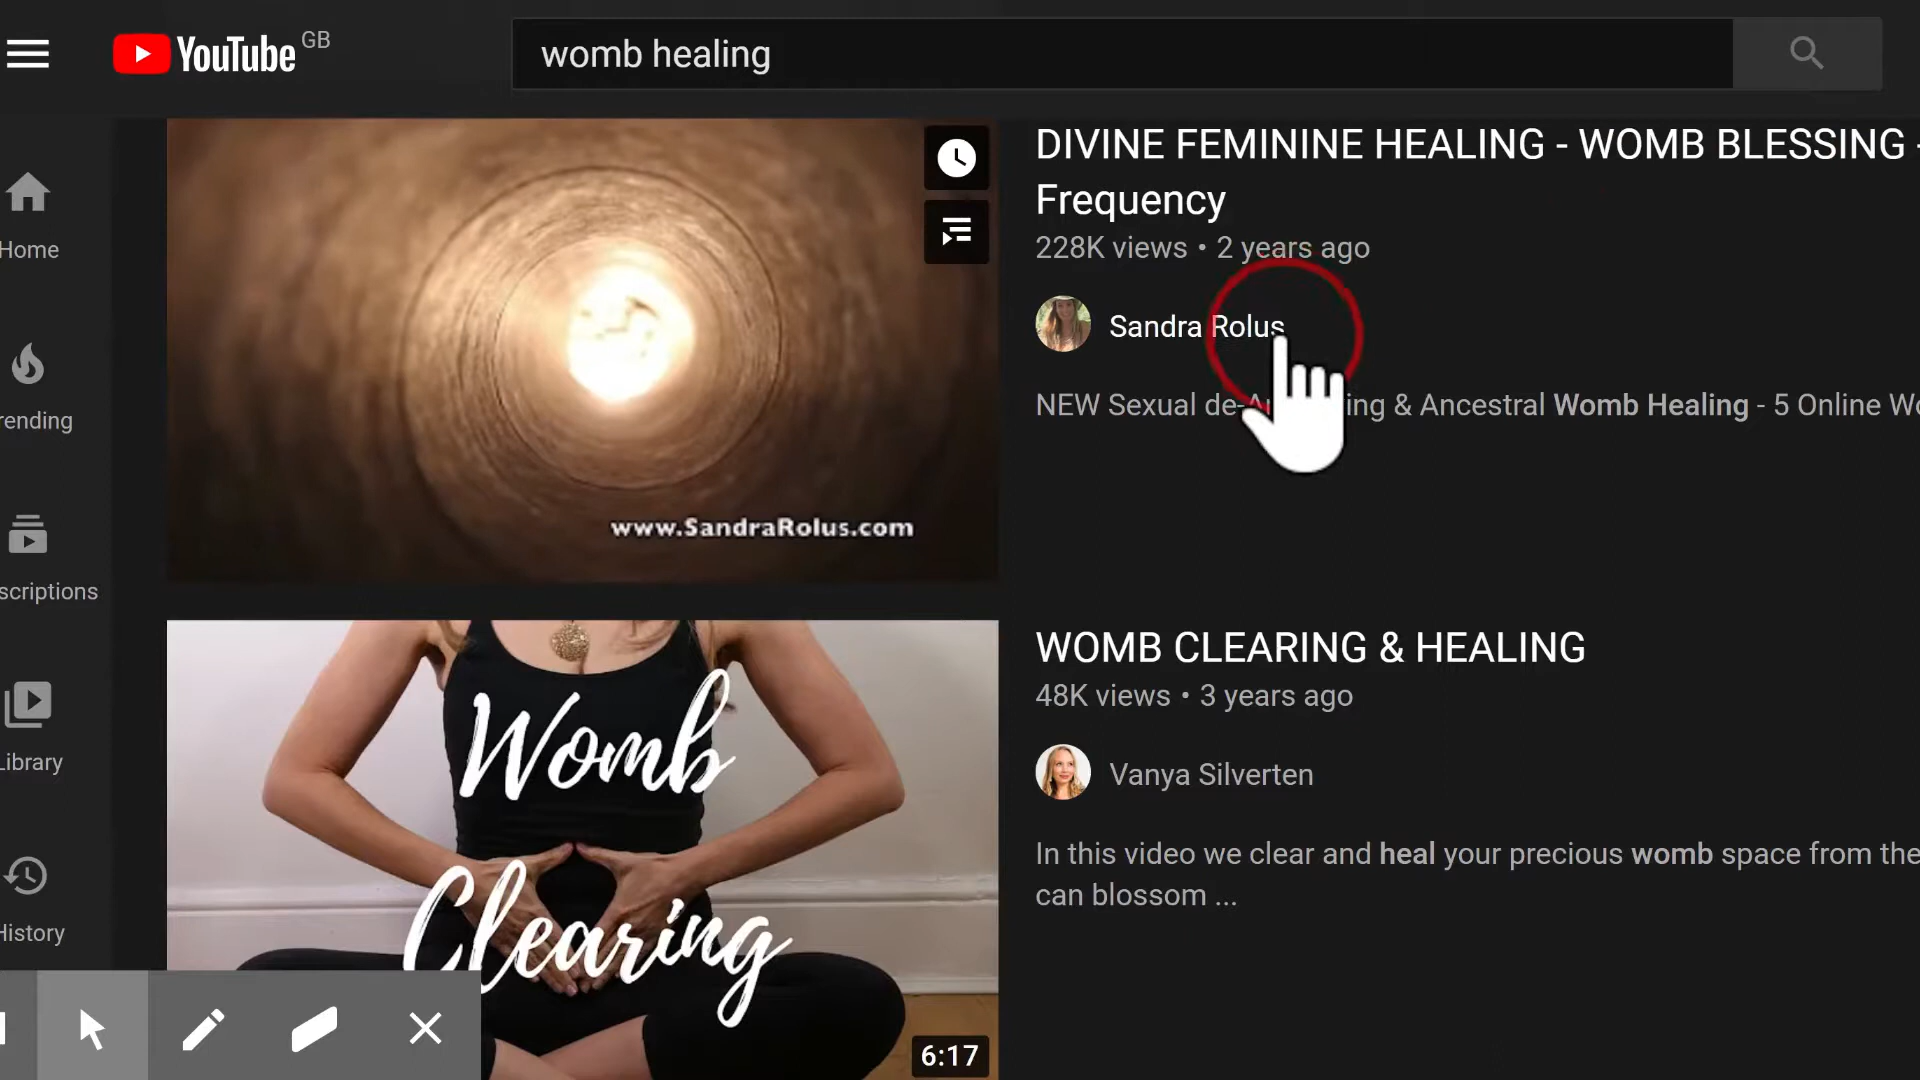 YouTube GB
womb healing
Home
rending
scriptions
Library
History
DIVINE FEMININE HEALING - WOMB BLESSING -
Frequency
228K views • 2 years ago
Sandra Rolus
NEW Sexual ing & Ancestral Womb Healing - 5 Online
www.SandraRolus.com
WOMB CLEARING & HEALING
48K views • 3 years ago
Vanya Silverten
In this video we clear and heal your precious womb space from the
can blossom ...
Womb
Clearing
6:17